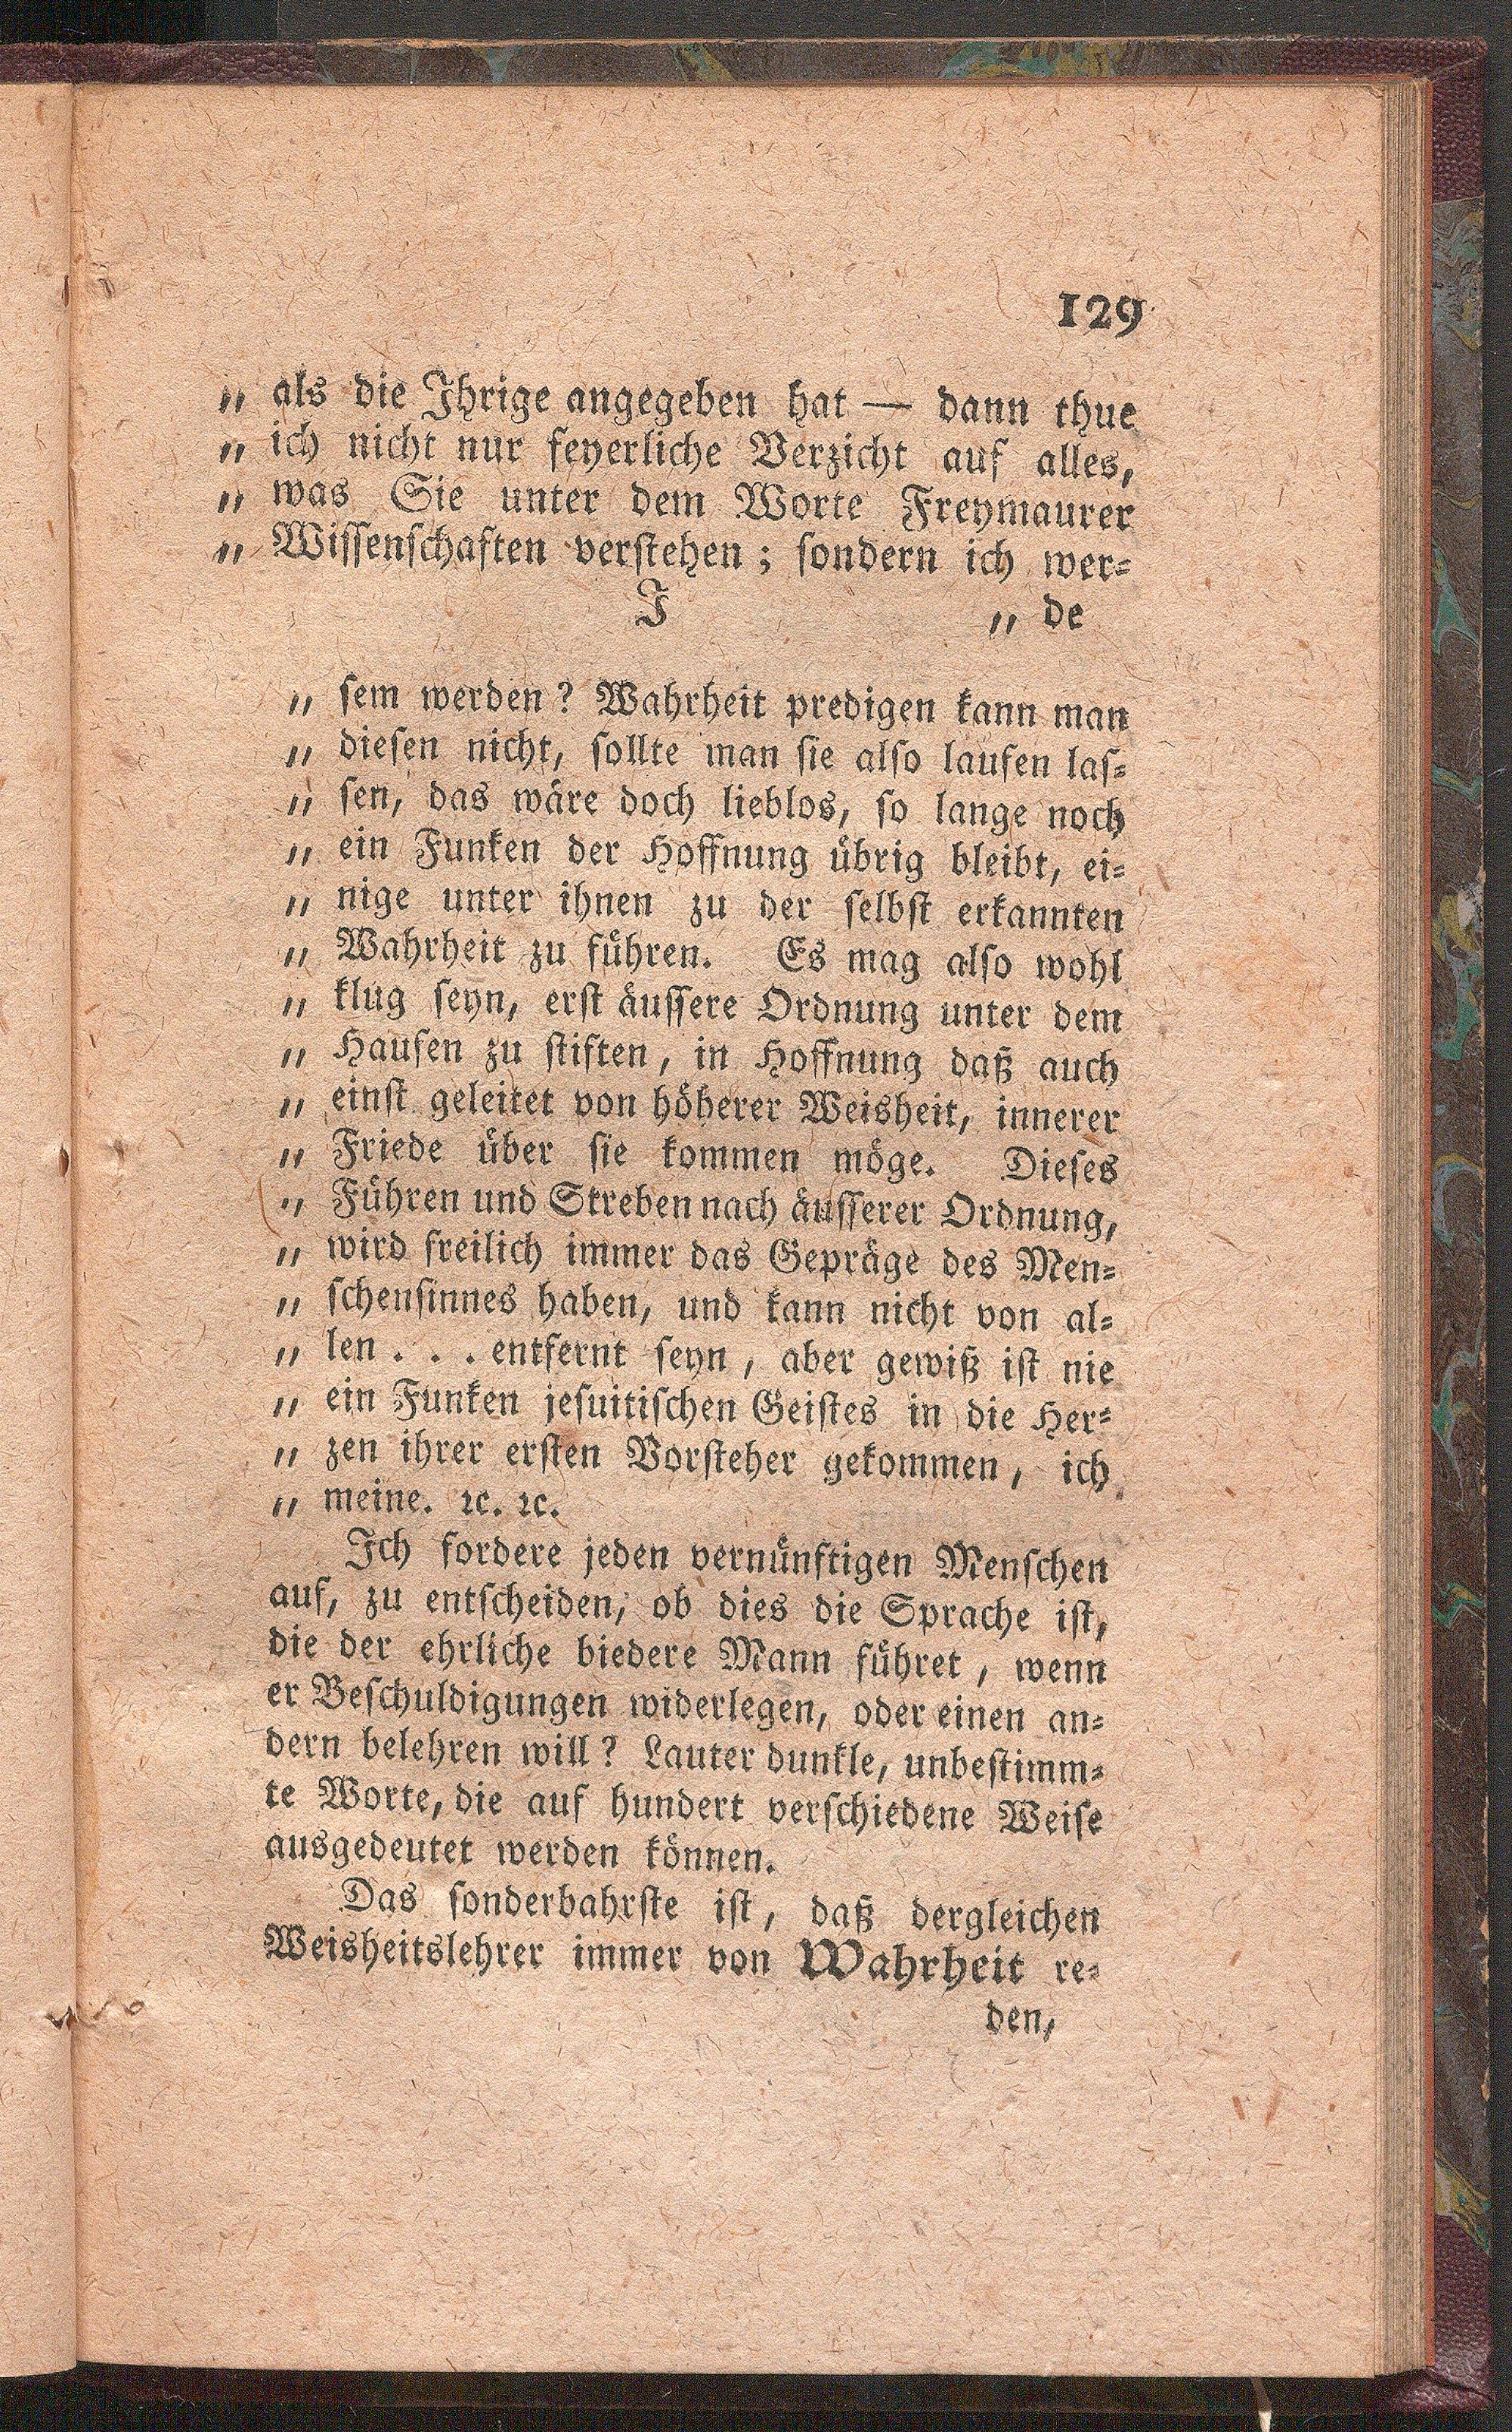 129
„ als die Ihrige angegeben hat — dann thue
„ ich nicht nur feyerliche Verzicht auf alles,
„ was Sie unter dem Worte Freymaurer
„ Wissenschaften verstehen; sondern ich wer-
I „ de
„ sem werden? Wahrheit predigen kann man
„ diesen nicht, sollte man sie also laufen las-
„ sen, das wäre doch lieblos, so lange noch
„ ein Funken der Hoffnung übrig bleibt, ei-
„ nige unter ihnen zu der selbst erkannten
„ Wahrheit zu führen. Es mag also wohl
„ klug seyn, erst äussere Ordnung unter dem
„ Haufen zu stiften, in Hoffnung daß auch
„ einst geleitet von höherer Weisheit, innerer
„ Friede über sie kommen möge. Dieses
„ Führen und Streben nach äusserer Ordnung,
„ wird freilich immer das Gepräge des Men-
„ schensinnes haben, und kann nicht von al-
„ len . . . entfernt seyn, aber gewiß ist nie
„ ein Funken jesuitischen Geistes in die Her-
„ zen ihrer ersten Vorsteher gekommen, ich
„ meine. ꝛc. ꝛc.
Ich fordere jeden vernünftigen Menschen
auf, zu entscheiden, ob dies die Sprache ist,
die der ehrliche biedere Mann führet, wenn
er Beschuldigungen widerlegen, oder einen an-
dern belehren will? Lauter dunkle, unbestimm-
te Worte, die auf hundert verschiedene Weise
ausgedeutet werden können.
Das sonderbahrste ist, daß dergleichen
Weisheitslehrer immer von Wahrheit re-
den,